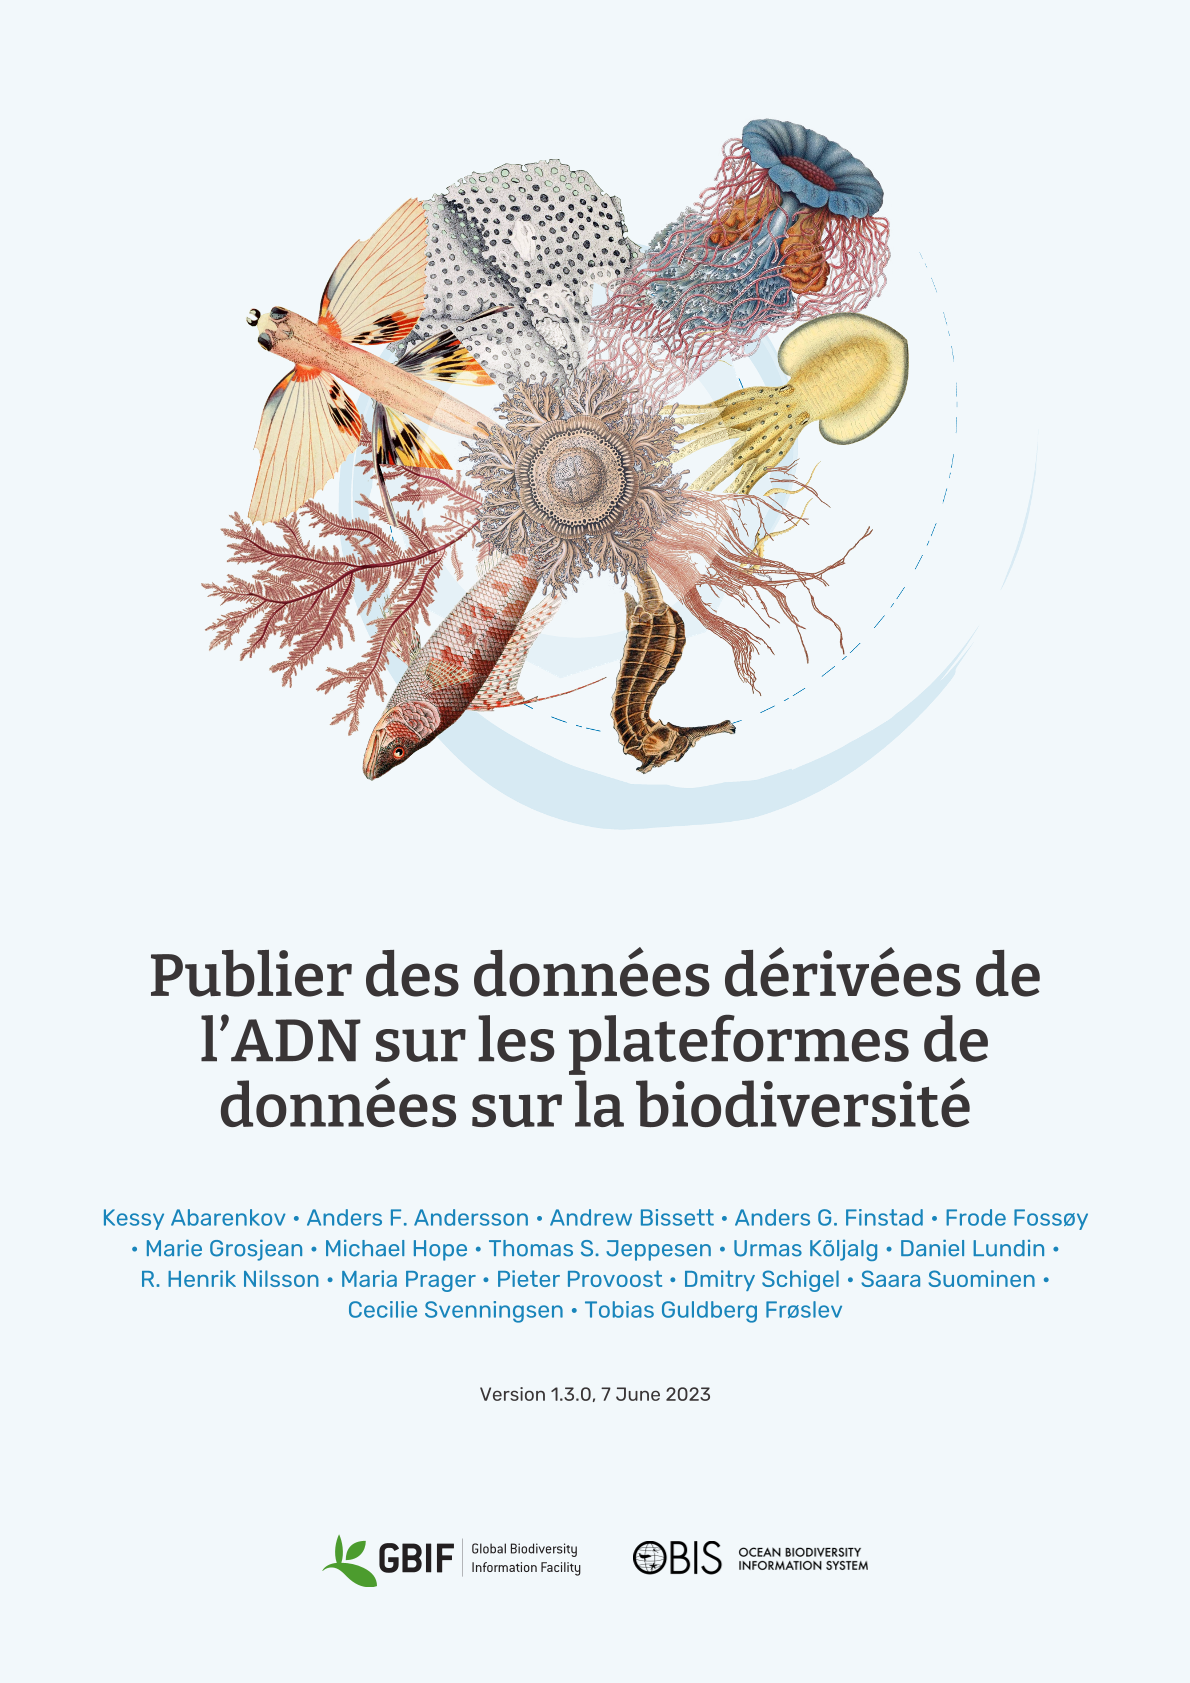 Publier des données dérivées de
l’ADN sur les plateformes de
données sur la biodiversité
Kessy Abarenkov • Anders F. Andersson • Andrew Bissett • Anders G. Finstad • Frode Fossøy
• Marie Grosjean • Michael Hope • Thomas S. Jeppesen • Urmas Kõljalg • Daniel Lundin •
R. Henrik Nilsson • Maria Prager • Pieter Provoost • Dmitry Schigel • Saara Suominen •
Cecilie Svenningsen • Tobias Guldberg Frøslev
Version 1.3.0, 7 June 2023
GBIF
Global Biodiversity
Information Facility
OBIS
OCEAN BIODIVERSITY
INFORMATION SYSTEM